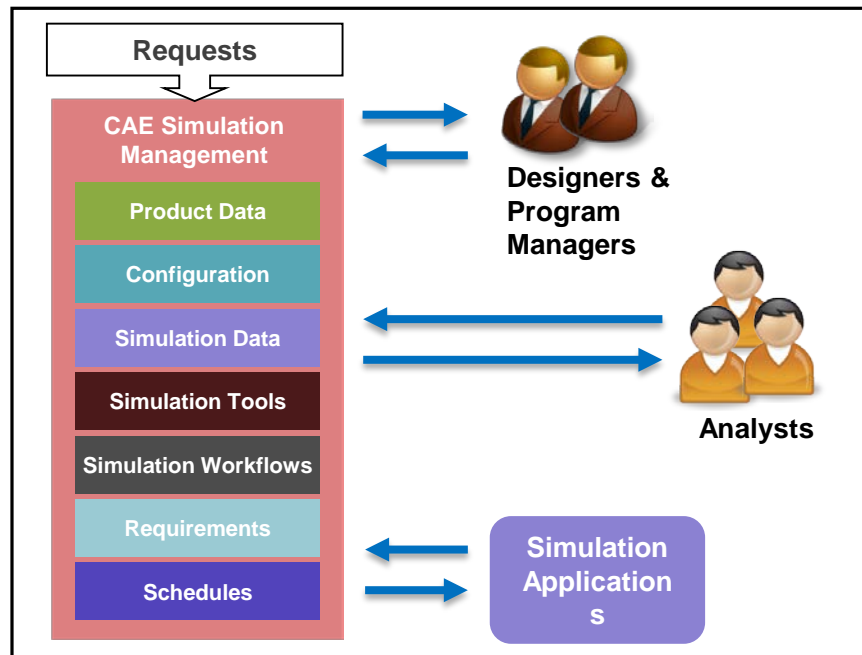 Requests
CAE Simulation
Management
Product Data
Configuration
Simulation Data
Simulation Tools
Simulation Workflows
Requirements
Schedules
Designers &
Program
Managers
Analysts
Simulation
Application
s